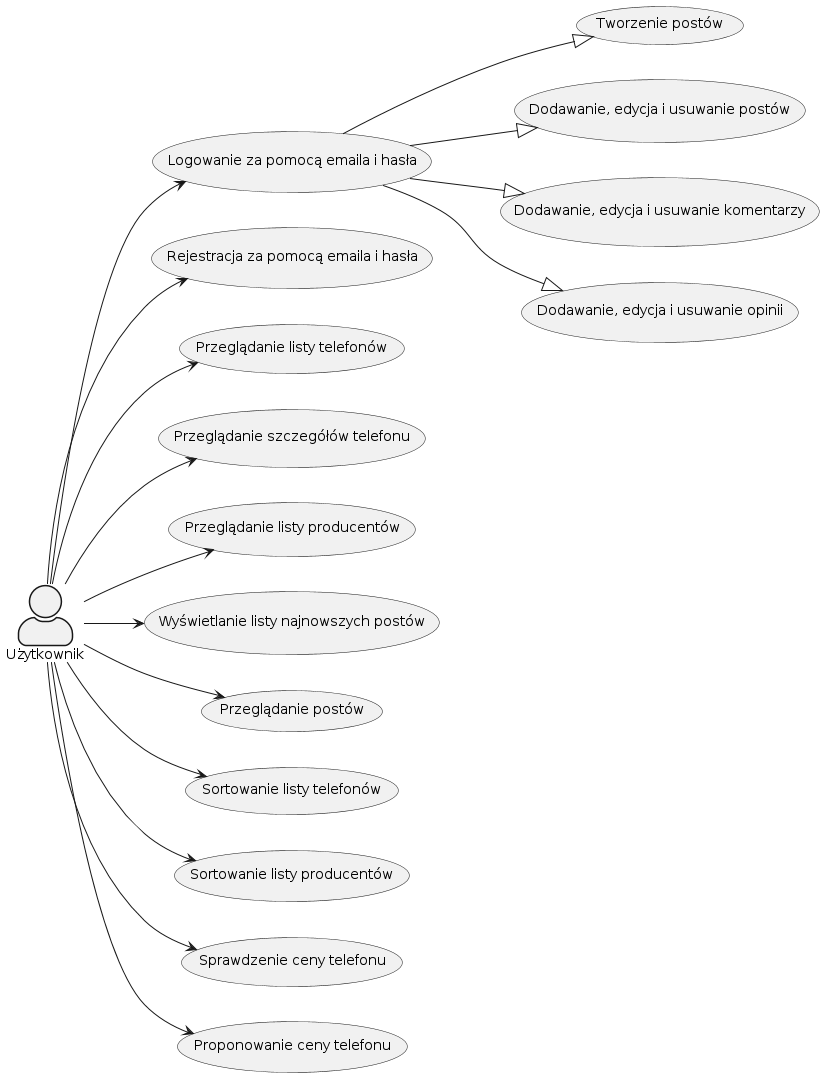 Tworzenie postów
Dodawanie, edycja i usuwanie postów
Logowanie za pomocą emaila i hasła
Dodawanie, edycja i usuwanie komentarzy
Rejestracja za pomocą emaila i hasła
Dodawanie, edycja i usuwanie opinii
Przeglądanie listy telefonów
Przeglądanie szczegółów telefonu
Przeglądanie listy producentów
Wyświetlanie listy najnowszych postów
Użytkownik
Przeglądanie postów
Sortowanie listy telefonów
Sortowanie listy producentów
Sprawdzenie ceny telefonu
Proponowanie ceny telefonu